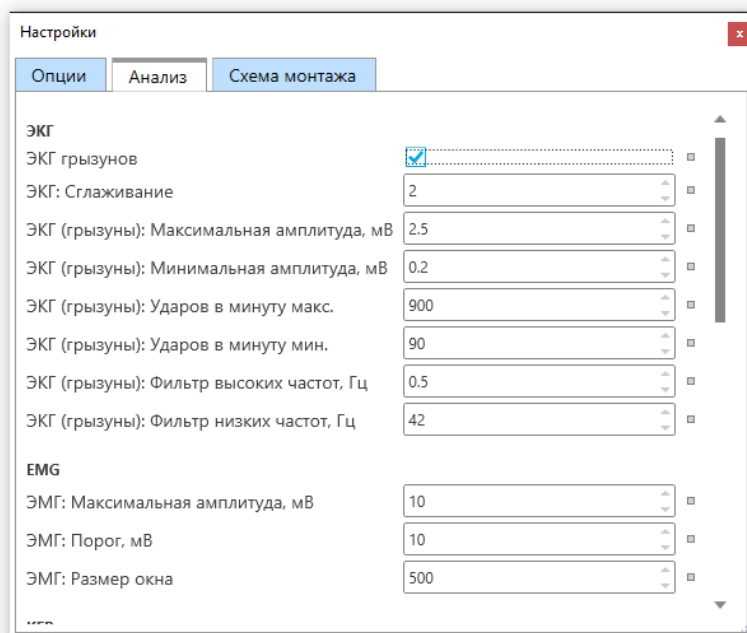 Настройки
x
Опции Анализ Схема монтажа
ЭКГ
ЭКГ грызунов
ЭКГ: Сглаживание 2
ЭКГ (грызуны): Максимальная амплитуда, мВ 2.5
ЭКГ (грызуны): Минимальная амплитуда, мВ 0.2
ЭКГ (грызуны): Ударов в минуту макс. 900
ЭКГ (грызуны): Ударов в минуту мин. 90
ЭКГ (грызуны): Фильтр высоких частот, Гц 0.5
ЭКГ (грызуны): Фильтр низких частот, Гц 42
EMG
ЭМГ: Максимальная амплитуда, мВ 10
ЭМГ: Порог, мВ 10
ЭМГ: Размер окна 500